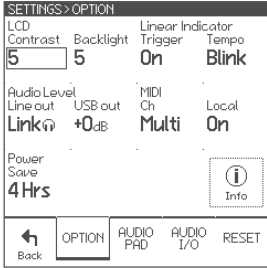 SETTINGS > OPTION
LCD Linear Indicator
Contrast Backlight Trigger Tempo
5 5 On Blink
Audio Level MIDI
Line out USB out Ch Local
Link +0dB Multi On
Power
Save
4 Hrs
Info
Back OPTION AUDIO PAD AUDIO I/O RESET